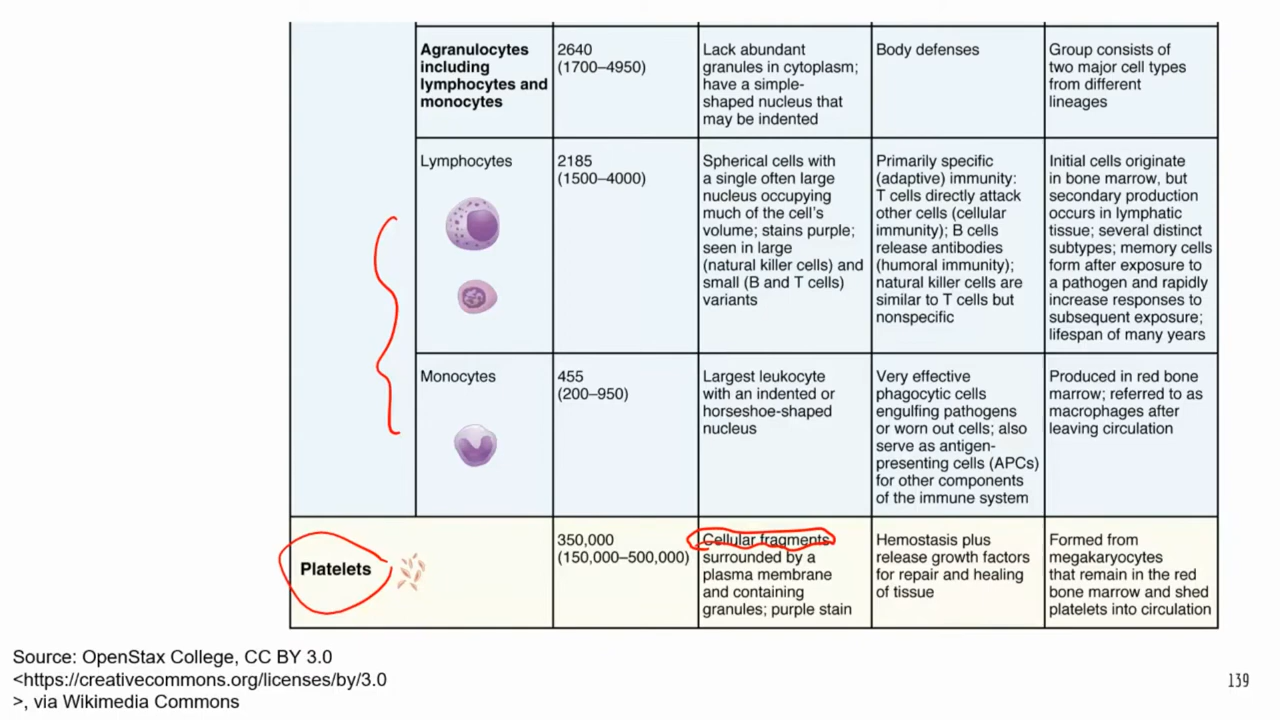 Agranulocytes
including
lymphocytes and
monocytes
2640
(1700–4950)
Lack abundant
granules in cytoplasm;
have a simple-
shaped nucleus that
may be indented
Body defenses
Group consists of
two major cell types
from different
lineages
Lymphocytes
2185
(1500–4000)
Spherical cells with
a single often large
nucleus occupying
much of the cell's
volume; stains purple;
seen in large
(natural killer cells) and
small (B and T cells)
variants
Primarily specific
(adaptive) immunity:
T cells directly attack
other cells (cellular
immunity); B cells
release antibodies
(humoral immunity);
natural killer cells are
similar to T cells but
nonspecific
Initial cells originate
in bone marrow, but
secondary production
occurs in lymphatic
tissue; several distinct
subtypes; memory cells
form after exposure to
a pathogen and rapidly
increase responses to
subsequent exposure;
lifespan of many years
Monocytes
455
(200–950)
Largest leukocyte
with an indented or
horseshoe-shaped
nucleus
Very effective
phagocytic cells
engulfing pathogens
or worn out cells; also
serve as antigen-
presenting cells (APCs)
for other components
of the immune system
Produced in red bone
marrow; referred to as
macrophages after
leaving circulation
Platelets
350,000
(150,000–500,000)
Cellular fragments
surrounded by a
plasma membrane
and containing
granules; purple stain
Hemostasis plus
release growth factors
for repair and healing
of tissue
Formed from
megakaryocytes
that remain in the red
bone marrow and shed
platelets into circulation
Source: OpenStax College, CC BY 3.0
<https://creativecommons.org/licenses/by/3.0
>, via Wikimedia Commons
139